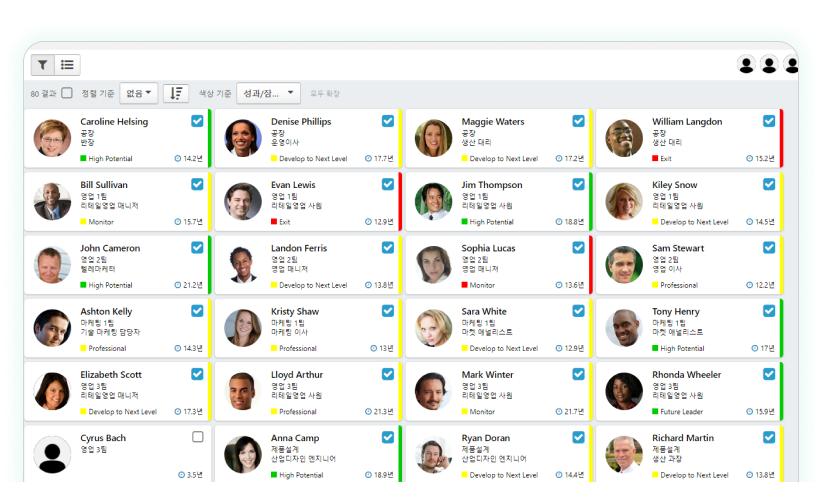 80 결과 정렬 기준 없음 색상 기준 성과/잠... 모두 확장
Caroline Helsing
공장
반장
High Potential 14.2년
Denise Phillips
공장
운영이사
Develop to Next Level 17.7년
Maggie Waters
공장
생산 대리
Develop to Next Level 17.2년
William Langdon
공장
생산 대리
Exit 15.2년
Bill Sullivan
영업 1팀
리테일영업 매니저
Monitor 15.7년
Evan Lewis
영업 1팀
리테일영업 사원
Exit 12.9년
Jim Thompson
영업 1팀
리테일영업 사원
High Potential 18.8년
Kiley Snow
영업 1팀
리테일영업 사원
Develop to Next Level 14.5년
John Cameron
영업 2팀
텔레마케터
High Potential 21.2년
Landon Ferris
영업 2팀
영업 매니저
Develop to Next Level 13.8년
Sophia Lucas
영업 2팀
영업 매니저
Monitor 13.6년
Sam Stewart
영업 2팀
영업 이사
Professional 12.2년
Ashton Kelly
마케팅 1팀
기술 마케팅 담당자
Professional 14.3년
Kristy Shaw
마케팅 1팀
마케팅 이사
Professional 13년
Sara White
마케팅 1팀
마켓 애널리스트
Develop to Next Level 12.9년
Tony Henry
마케팅 1팀
마켓 애널리스트
High Potential 17년
Elizabeth Scott
영업 3팀
리테일영업 매니저
Develop to Next Level 17.3년
Lloyd Arthur
영업 3팀
리테일영업 사원
Professional 21.3년
Mark Winter
영업 3팀
리테일영업 사원
Monitor 21.7년
Rhonda Wheeler
영업 3팀
리테일영업 사원
Future Leader 15.9년
Cyrus Bach
영업 3팀
3.5년
Anna Camp
제품설계
산업디자인 엔지니어
High Potential 18.9년
Ryan Doran
제품설계
산업디자인 엔지니어
Develop to Next Level 14.4년
Richard Martin
제품설계
생산 과장
Develop to Next Level 13.8년